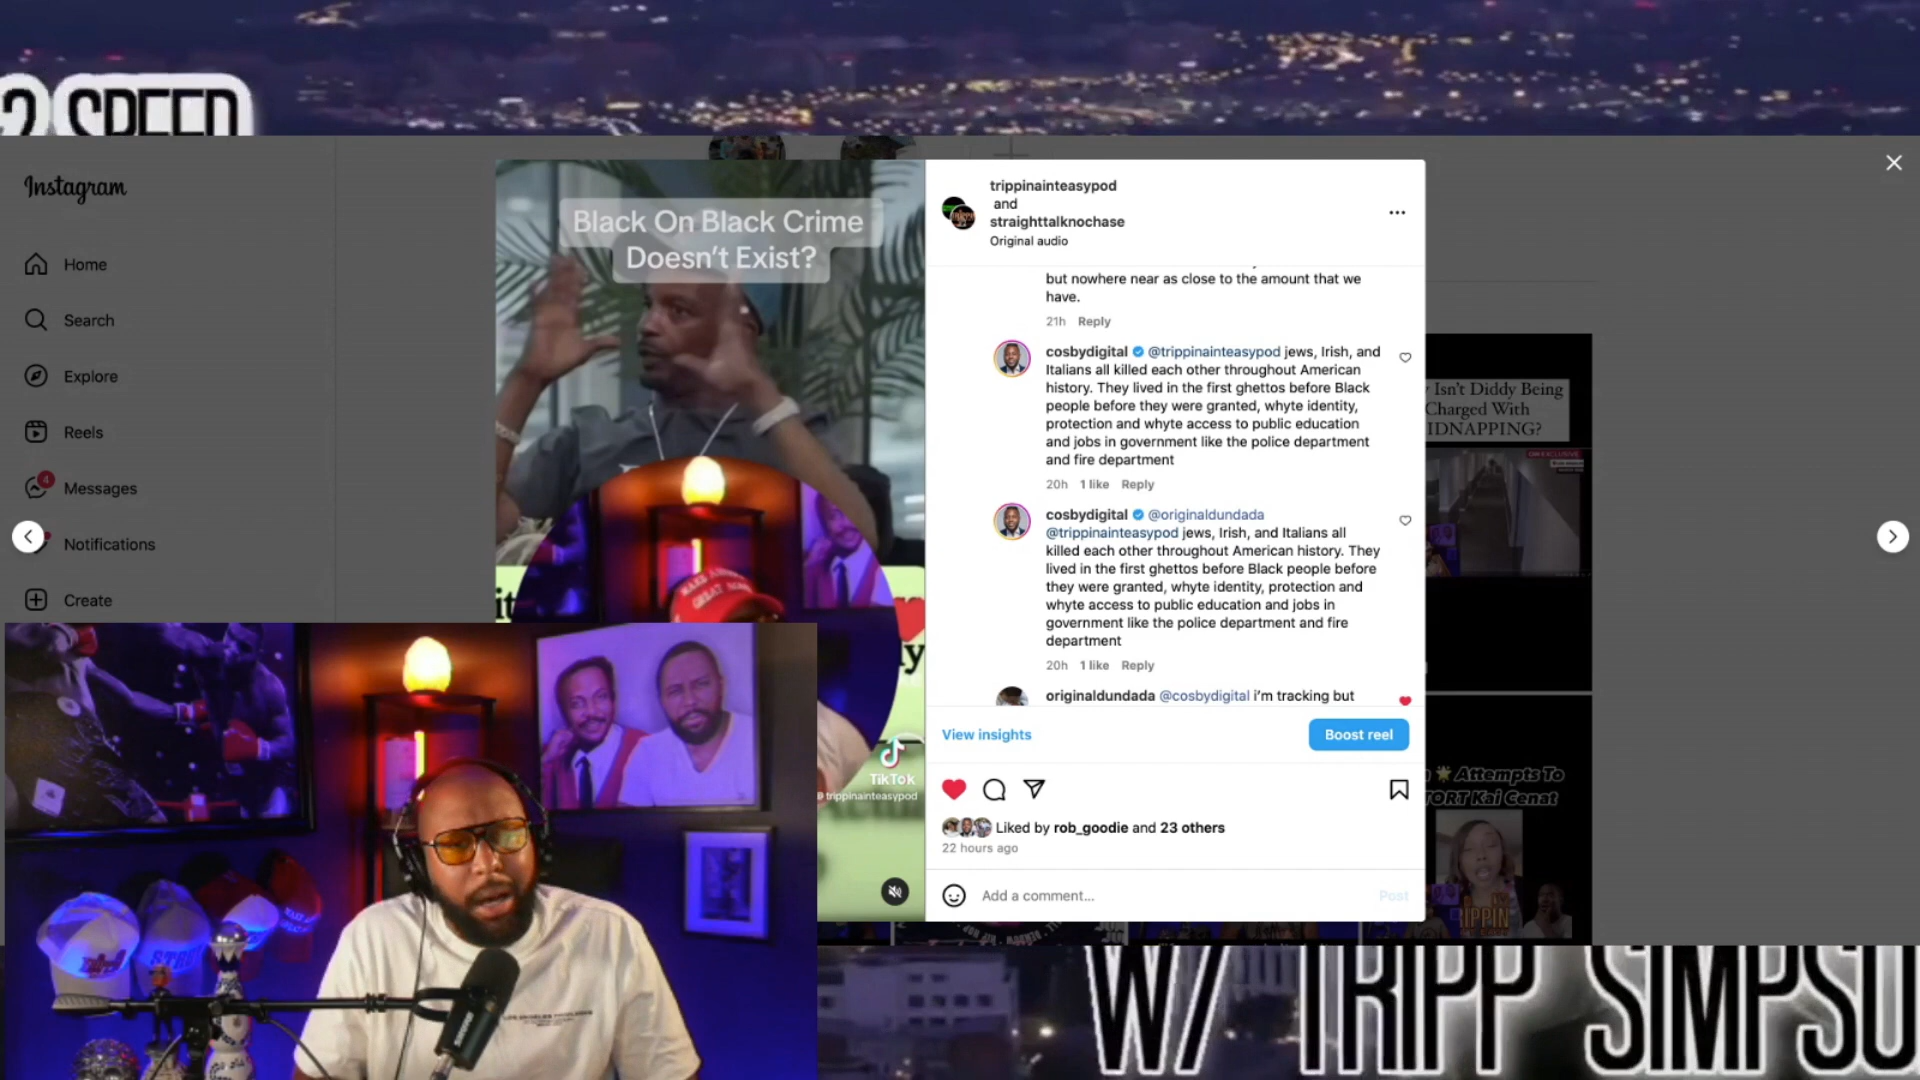 2 SPEED
Instagram
Home
Search
Explore
Reels
4
Messages
Notifications
Create
Black On Black Crime
Doesn't Exist?
TikTok
trippinainteasypod
trippinainteasypod
and
straighttalknochase
Original audio
but nowhere near as close to the amount that we
have.
21h Reply
cosbydigital @trippinainteasypod jews, Irish, and
Italians all killed each other throughout American
history. They lived in the first ghettos before Black
people before they were granted, whyte identity,
protection and whyte access to public education
and jobs in government like the police department
and fire department
20h 1 like Reply
cosbydigital @originaldundada
@trippinainteasypod jews, Irish, and Italians all
killed each other throughout American history. They
lived in the first ghettos before Black people before
they were granted, whyte identity, protection and
whyte access to public education and jobs in
government like the police department and fire
department
20h 1 like Reply
originaldundada @cosbydigital i'm tracking but
View insights
Boost reel
Liked by rob_goodie and 23 others
22 hours ago
Add a comment...
Post
Isn't Diddy Being
Charged With
IDNAPPING?
Attempts To
TORT Kai Cenat
RIPPIN
GREAT
SHURE
W/ TRIPP SIMPSO